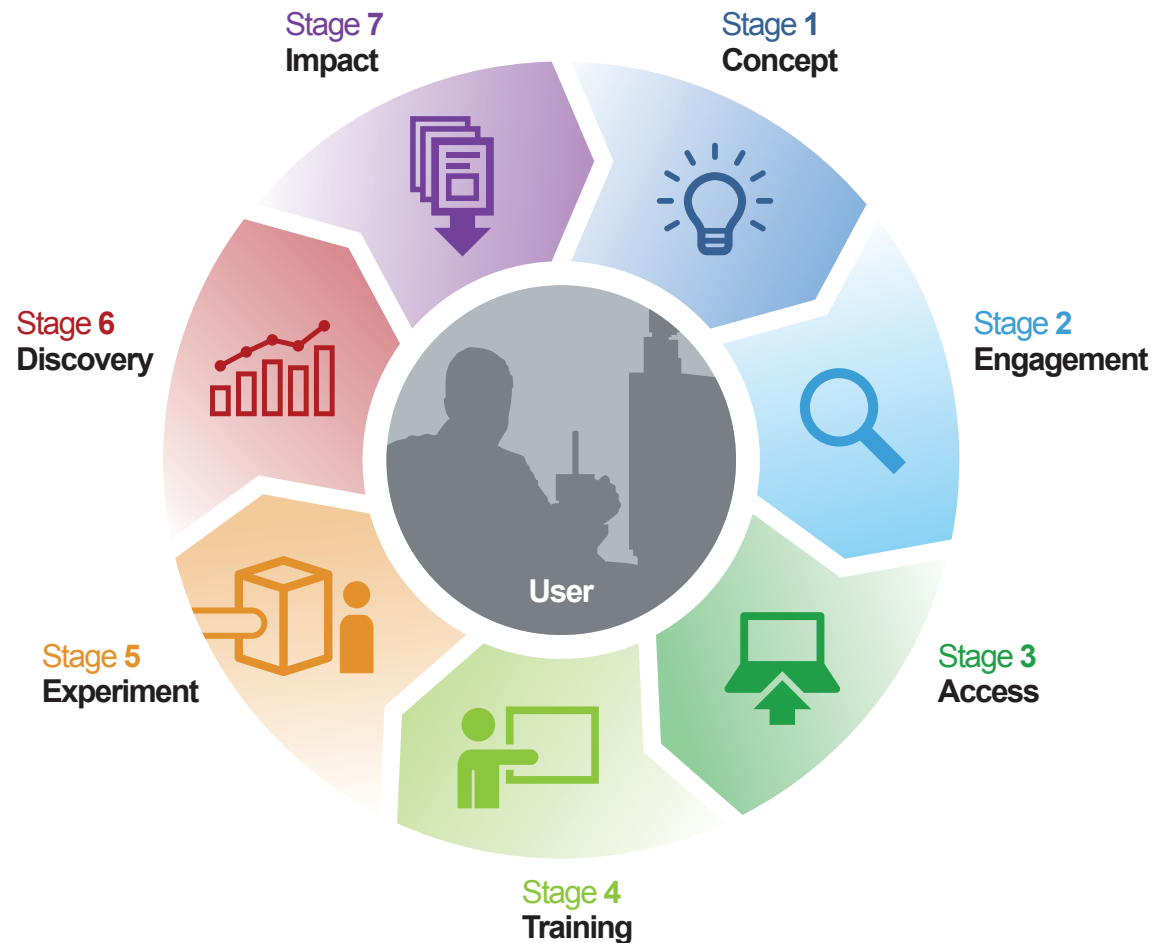 Stage 7
Impact
Stage 1
Concept
Stage 6
Discovery
Stage 2
Engagement
User
Stage 5
Experiment
Stage 3
Access
Stage 4
Training